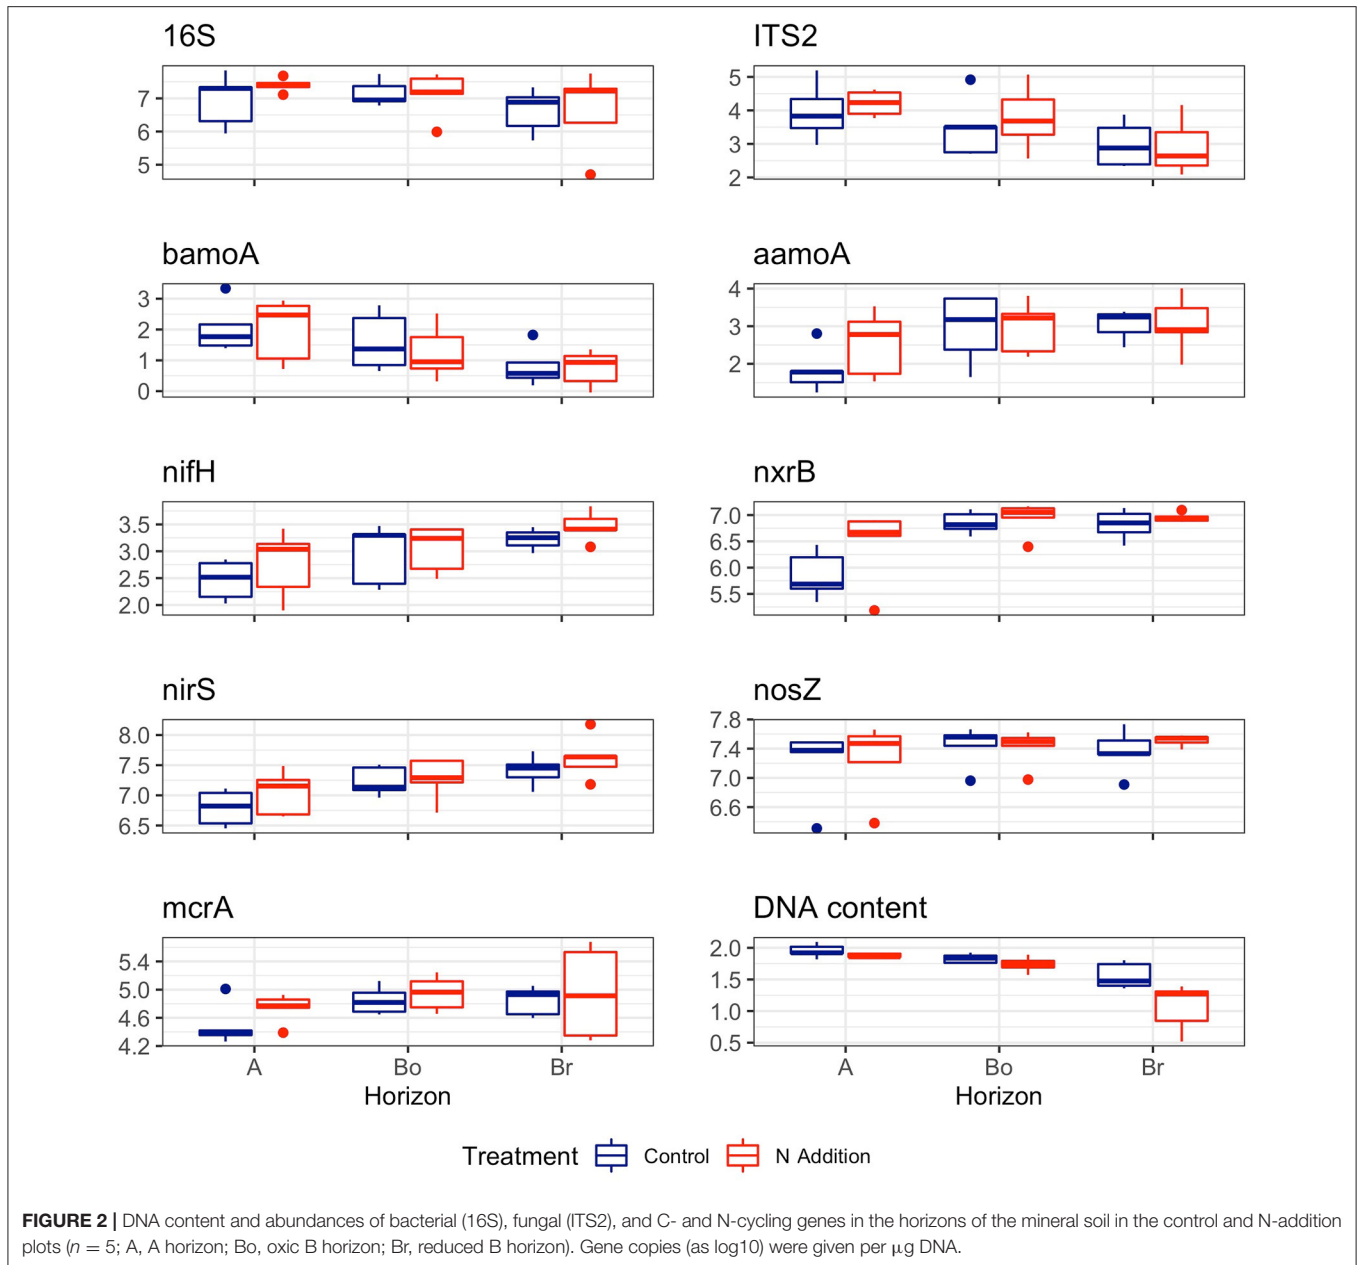 16S
ITS2
7
6
5
5
4
3
2
bamoA
aamoA
3
2
1
0
4
3
2
nifH
nxrB
3.5
3.0
2.5
2.0
7.0
6.5
6.0
5.5
nirS
nosZ
8.0
7.5
7.0
6.5
7.8
7.4
7.0
6.6
mcrA
DNA content
5.4
5.0
4.6
4.2
2.0
1.5
1.0
0.5
A Bo Br
A Bo Br
Horizon
Horizon
Treatment Control N Addition
FIGURE 2 | DNA content and abundances of bacterial (16S), fungal (ITS2), and C- and N-cycling genes in the horizons of the mineral soil in the control and N-addition
plots (n = 5; A, A horizon; Bo, oxic B horizon; Br, reduced B horizon). Gene copies (as log10) were given per μg DNA.